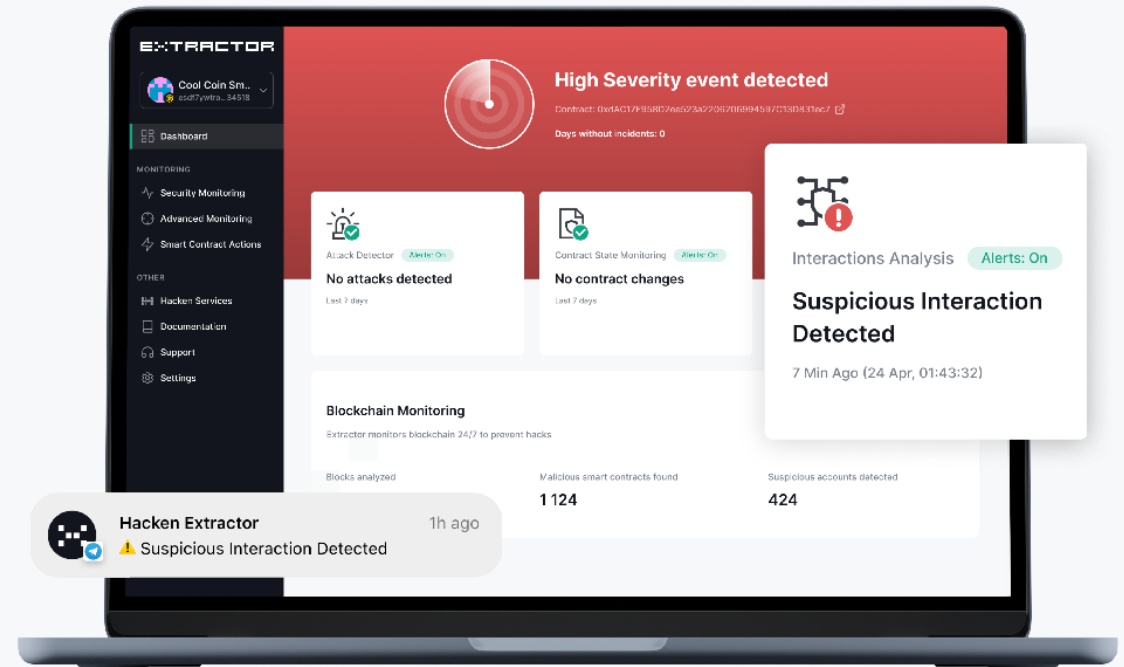 EXTRACTOR
Cool Coin Sm..
esdf7ywtro...34518
Dashboard
MONITORING
Security Monitoring
Advanced Monitoring
Smart Contract Actions
OTHER
Hacken Services
Documentation
Support
Settings
High Severity event detected
Days without incidents: 0
Attack Detector Alerts: On
No attacks detected
Last 7 days
Contract State Monitoring Alerts: On
No contract changes
Last 7 days
Interactions Analysis Alerts: On
Suspicious Interaction
Detected
7 Min Ago (24 Apr, 01:43:32)
Blockchain Monitoring
Extractor monitors blockchain 24/7 to prevent hacks
Blocks analyzed
Malicious smart contracts found
1 124
Suspicious accounts detected
424
Hacken Extractor 1h ago
Suspicious Interaction Detected